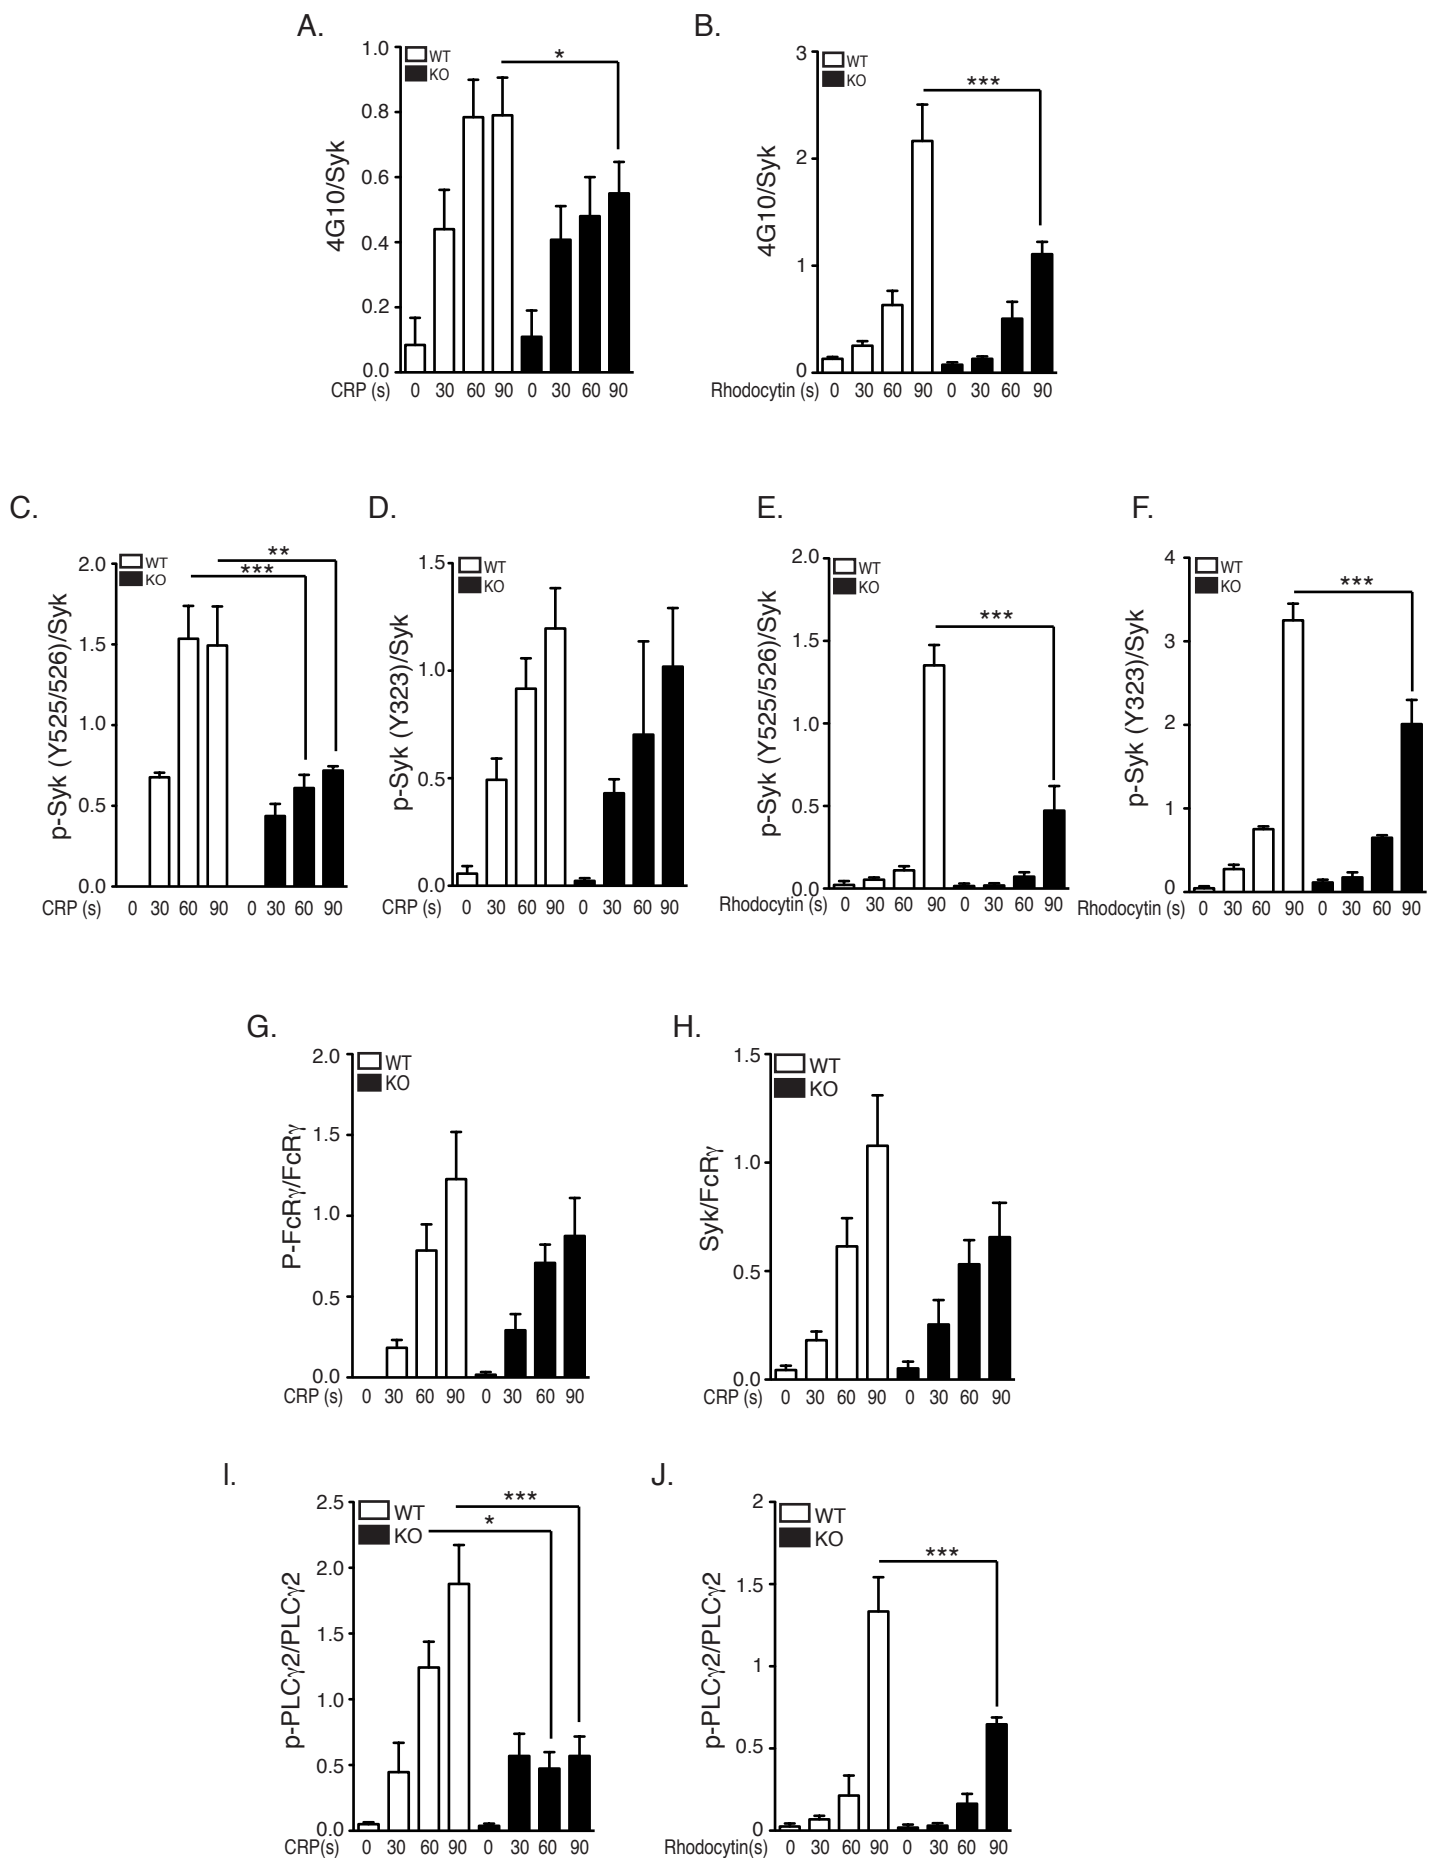 A.
4G10/Syk
1.0
0.8
0.6
0.4
0.2
0.0
WT
KO
*
CRP (s) 0 30 60 90 0 30 60 90
B.
4G10/Syk
3
2
1
0
WT
KO
***
Rhodocytin (s) 0 30 60 90 0 30 60 90
C.
p-Syk (Y525/526)/Syk
2.0
1.5
1.0
0.5
0.0
WT
KO
**
***
CRP (s) 0 30 60 90 0 30 60 90
D.
p-Syk (Y323)/Syk
1.5
1.0
0.5
0.0
WT
KO
CRP (s) 0 30 60 90 0 30 60 90
E.
p-Syk (Y525/526)/Syk
2.0
1.5
1.0
0.5
0.0
WT
KO
***
Rhodocytin (s) 0 30 60 90 0 30 60 90
F.
p-Syk (Y323)/Syk
4
3
2
1
0
WT
KO
***
Rhodocytin (s) 0 30 60 90 0 30 60 90
G.
P-FcRγ/FcRγ
2.0
1.5
1.0
0.5
0.0
WT
KO
CRP (s) 0 30 60 90 0 30 60 90
H.
Syk/FcRγ
1.5
1.0
0.5
0.0
WT
KO
CRP (s) 0 30 60 90 0 30 60 90
I.
p-PLCγ2/PLCγ2
2.5
2.0
1.5
1.0
0.5
0.0
WT
KO
***
*
CRP(s) 0 30 60 90 0 30 60 90
J.
p-PLCγ2/PLCγ2
2
1.5
1
0.5
0
WT
KO
***
Rhodocytin(s) 0 30 60 90 0 30 60 90